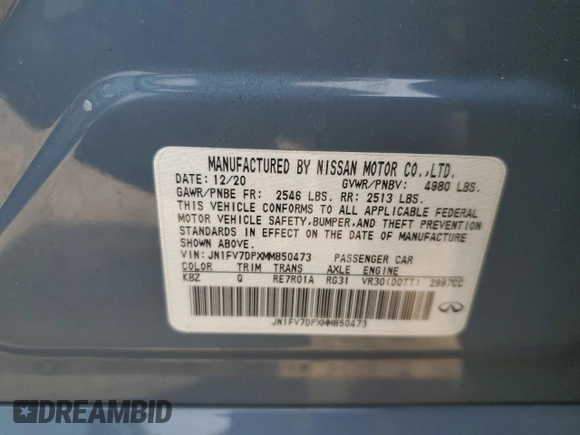 MANUFACTURED BY NISSAN MOTOR CO.,LTD.
DATE: 12/20 GVWR/PNBV: 4980 LBS.
GAWR/PNBE FR: 2546 LBS. RR: 2513 LBS.
THIS VEHICLE CONFORMS TO ALL APPLICABLE FEDERAL
MOTOR VEHICLE SAFETY,BUMPER,AND THEFT PREVENTION
STANDARDS IN EFFECT ON THE DATE OF MANUFACTURE
SHOWN ABOVE.
VIN: JN1FV7DPXMM850473 PASSENGER CAR
COLOR TRIM TRANS AXLE ENGINE
KBZ Q RE7R01A RG31 VR30(DDTT) 2997CC
JN1FV7DPXMM850473
DREAMBID